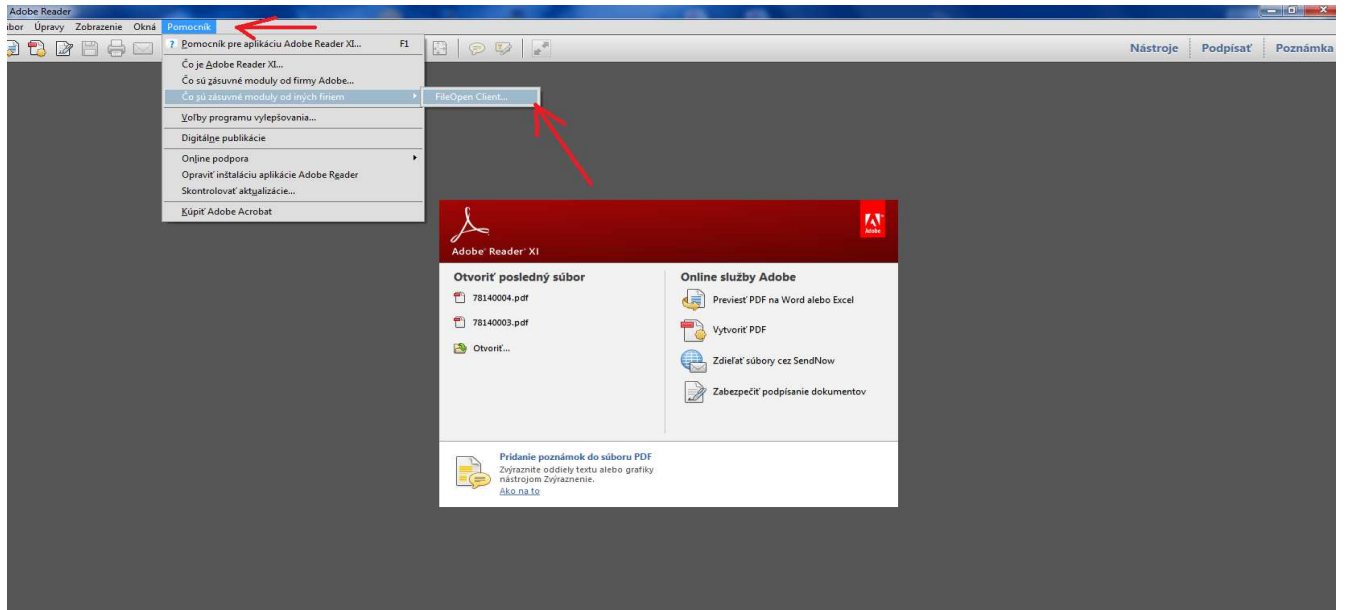 Adobe Reader
bor Úpravy Zobrazenie Okná Pomocník
Nástroje Podpísať Poznámka
? Pomocník pre aplikáciu Adobe Reader XI... F1
Čo je Adobe Reader XI...
Čo sú zásuvné moduly od firmy Adobe...
Čo sú zásuvné moduly od iných firiem
FileOpen Client...
Voľby programu vylepšovania...
Digitálne publikácie
Online podpora
Opraviť inštaláciu aplikácie Adobe Reader
Skontrolovať aktualizácie...
Kúpiť Adobe Acrobat
Adobe
Adobe® Reader® XI
Otvoriť posledný súbor
78140004.pdf
78140003.pdf
Otvoriť...
Online služby Adobe
Previesť PDF na Word alebo Excel
Vytvoriť PDF
Zdieľať súbory cez SendNow
Zabezpečiť podpísanie dokumentov
Pridanie poznámok do súboru PDF
Zvýraznite oddiely textu alebo grafiky
nástrojom Zvýraznenie.
Ako na to